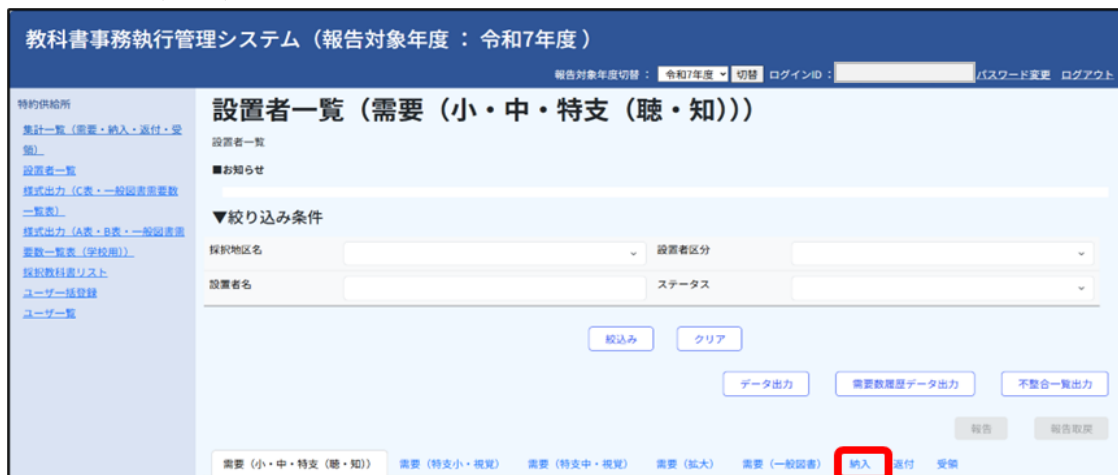 教科書事務執行管理システム（報告対象年度 ： 令和7年度 ）
報告対象年度切替： 令和7年度 切替 ログインID： パスワード変更 ログアウト
特約供給所
集計一覧（需要・納入・返付・受
領）
設置者一覧
様式出力（C表・一般図書需要数
一覧表）
様式出力（A表・B表・一般図書需
要数一覧表（学校用））
採択教科書リスト
ユーザ一括登録
ユーザ一覧
設置者一覧（需要（小・中・特支（聴・知）））
設置者一覧
■お知らせ
▼絞り込み条件
採択地区名 設置者区分
設置者名 ステータス
絞込み クリア
データ出力 需要数履歴データ出力 不整合一覧出力
報告 報告取戻
需要（小・中・特支（聴・知）） 需要（特支小・視覚） 需要（特支中・視覚） 需要（拡大） 需要（一般図書） 納入 返付 受領